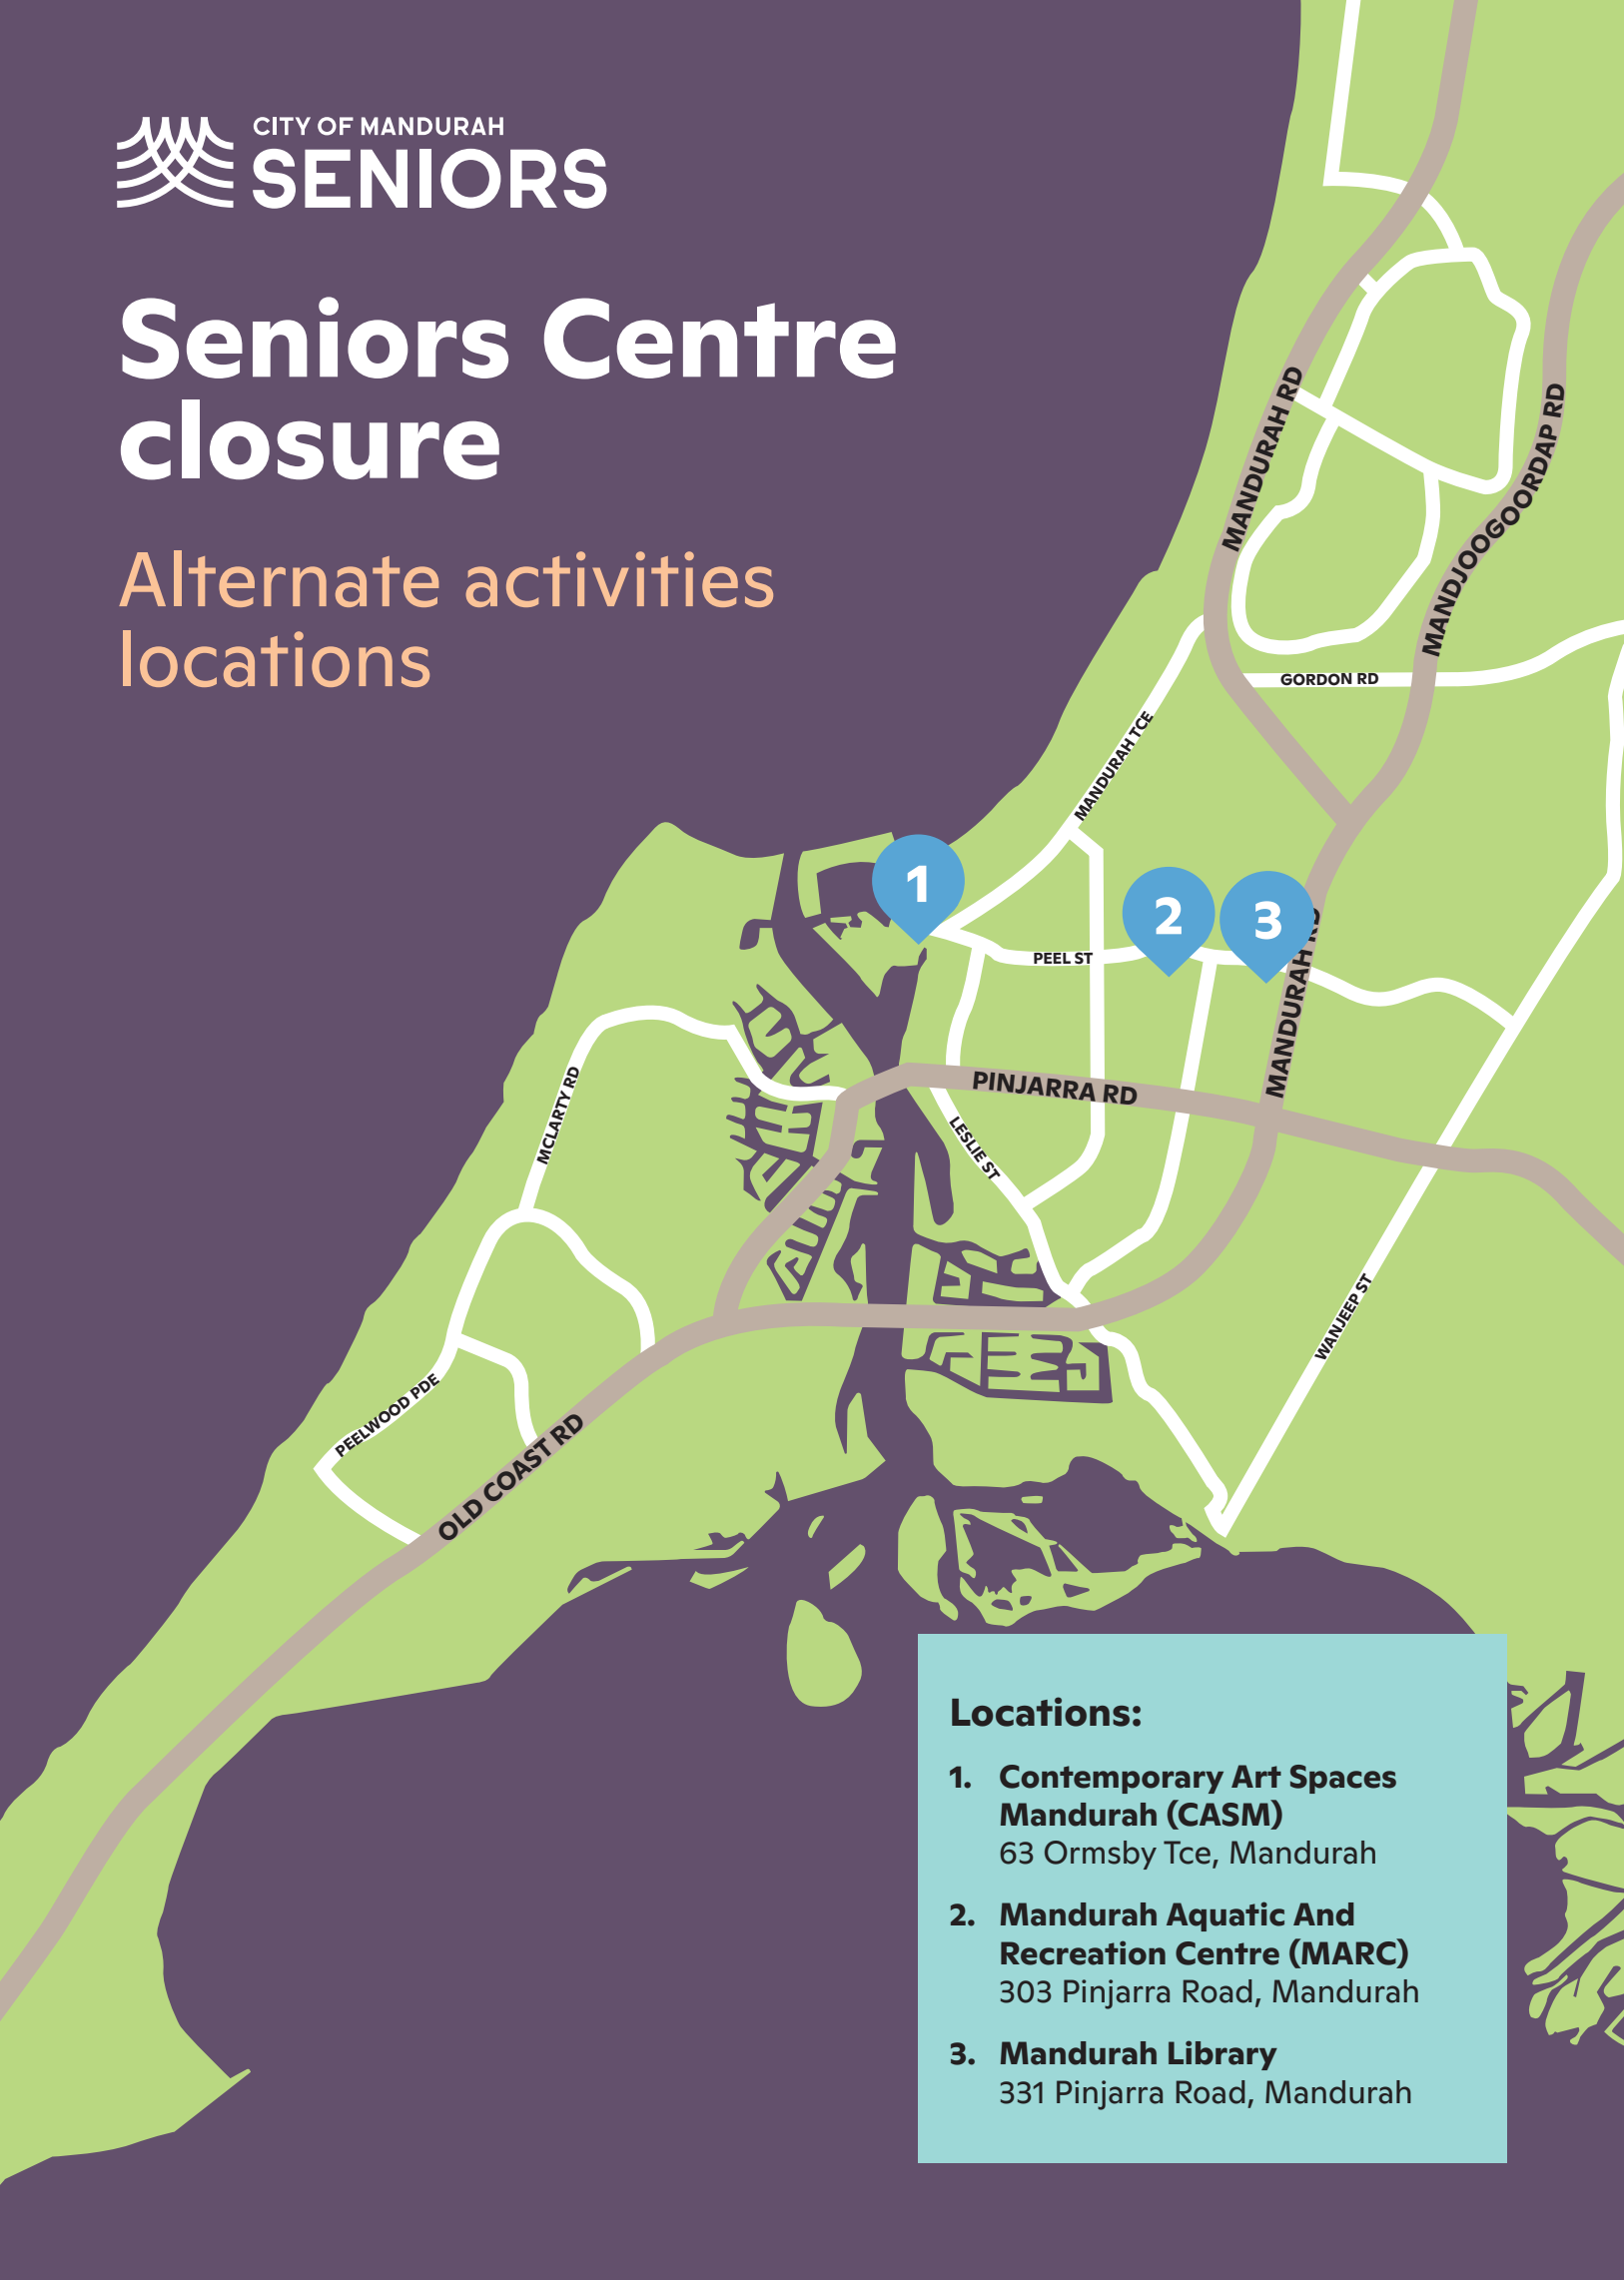 CITY OF MANDURAH
SENIORS
Seniors Centre
closure
Alternate activities
locations
MANDURAH RD
MANDJOOGOORDAP RD
GORDON RD
MANDURAH TCE
1
2
3
PEEL ST
MANDURAH RD
PINJARRA RD
MCLARTY RD
LESLIE ST
WANJEEP ST
PEELWOOD PDE
OLD COAST RD
Locations:
1. Contemporary Art Spaces
Mandurah (CASM)
63 Ormsby Tce, Mandurah
2. Mandurah Aquatic And
Recreation Centre (MARC)
303 Pinjarra Road, Mandurah
3. Mandurah Library
331 Pinjarra Road, Mandurah